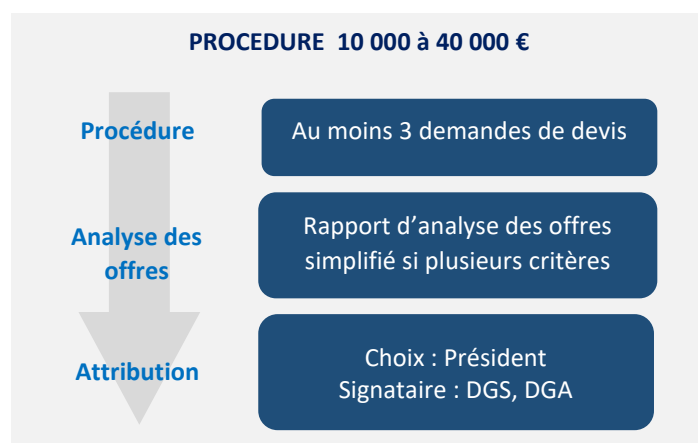 PROCEDURE 10 000 à 40 000 €
Procédure
Au moins 3 demandes de devis
Analyse des
offres
Rapport d’analyse des offres
simplifié si plusieurs critères
Attribution
Choix : Président
Signataire : DGS, DGA